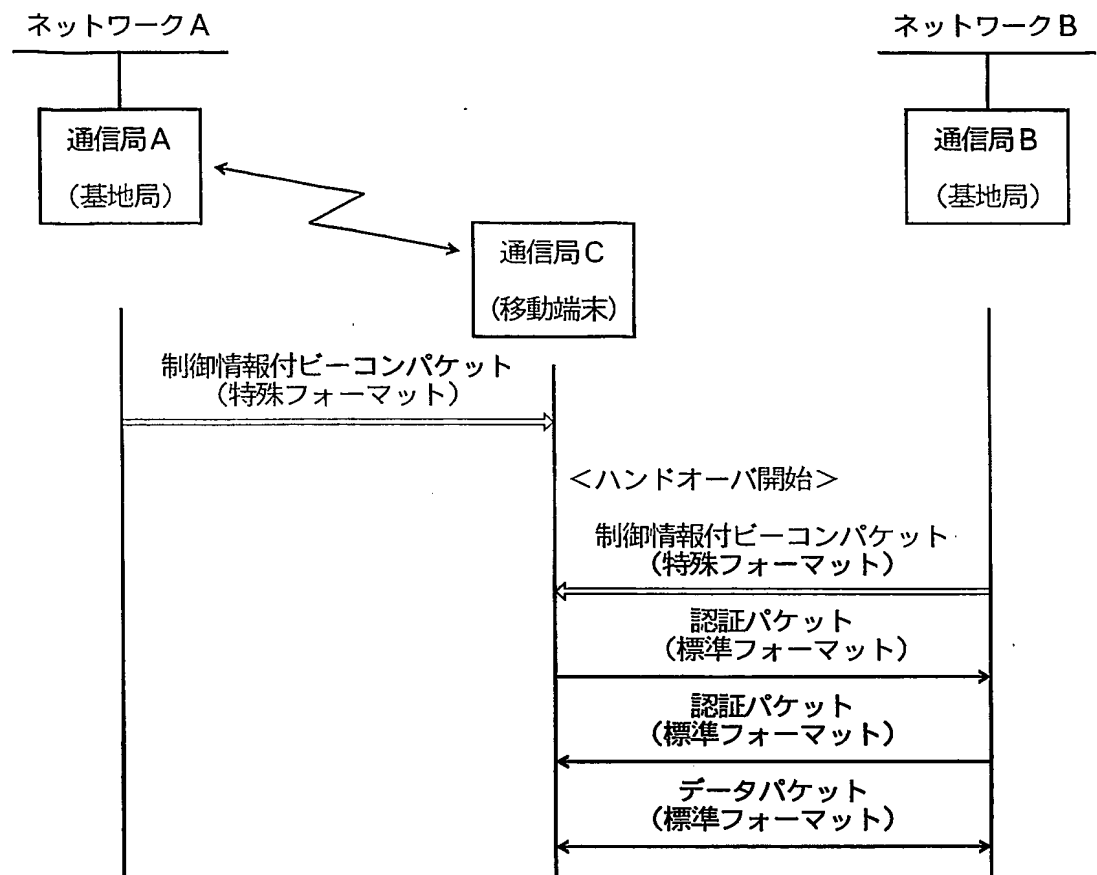 ネットワークA
ネットワークB
通信局A
(基地局)
通信局B
(基地局)
通信局C
(移動端末)
制御情報付ビーコンパケット
(特殊フォーマット)
<ハンドオーバ開始>
制御情報付ビーコンパケット
(特殊フォーマット)
認証パケット
(標準フォーマット)
認証パケット
(標準フォーマット)
データパケット
(標準フォーマット)